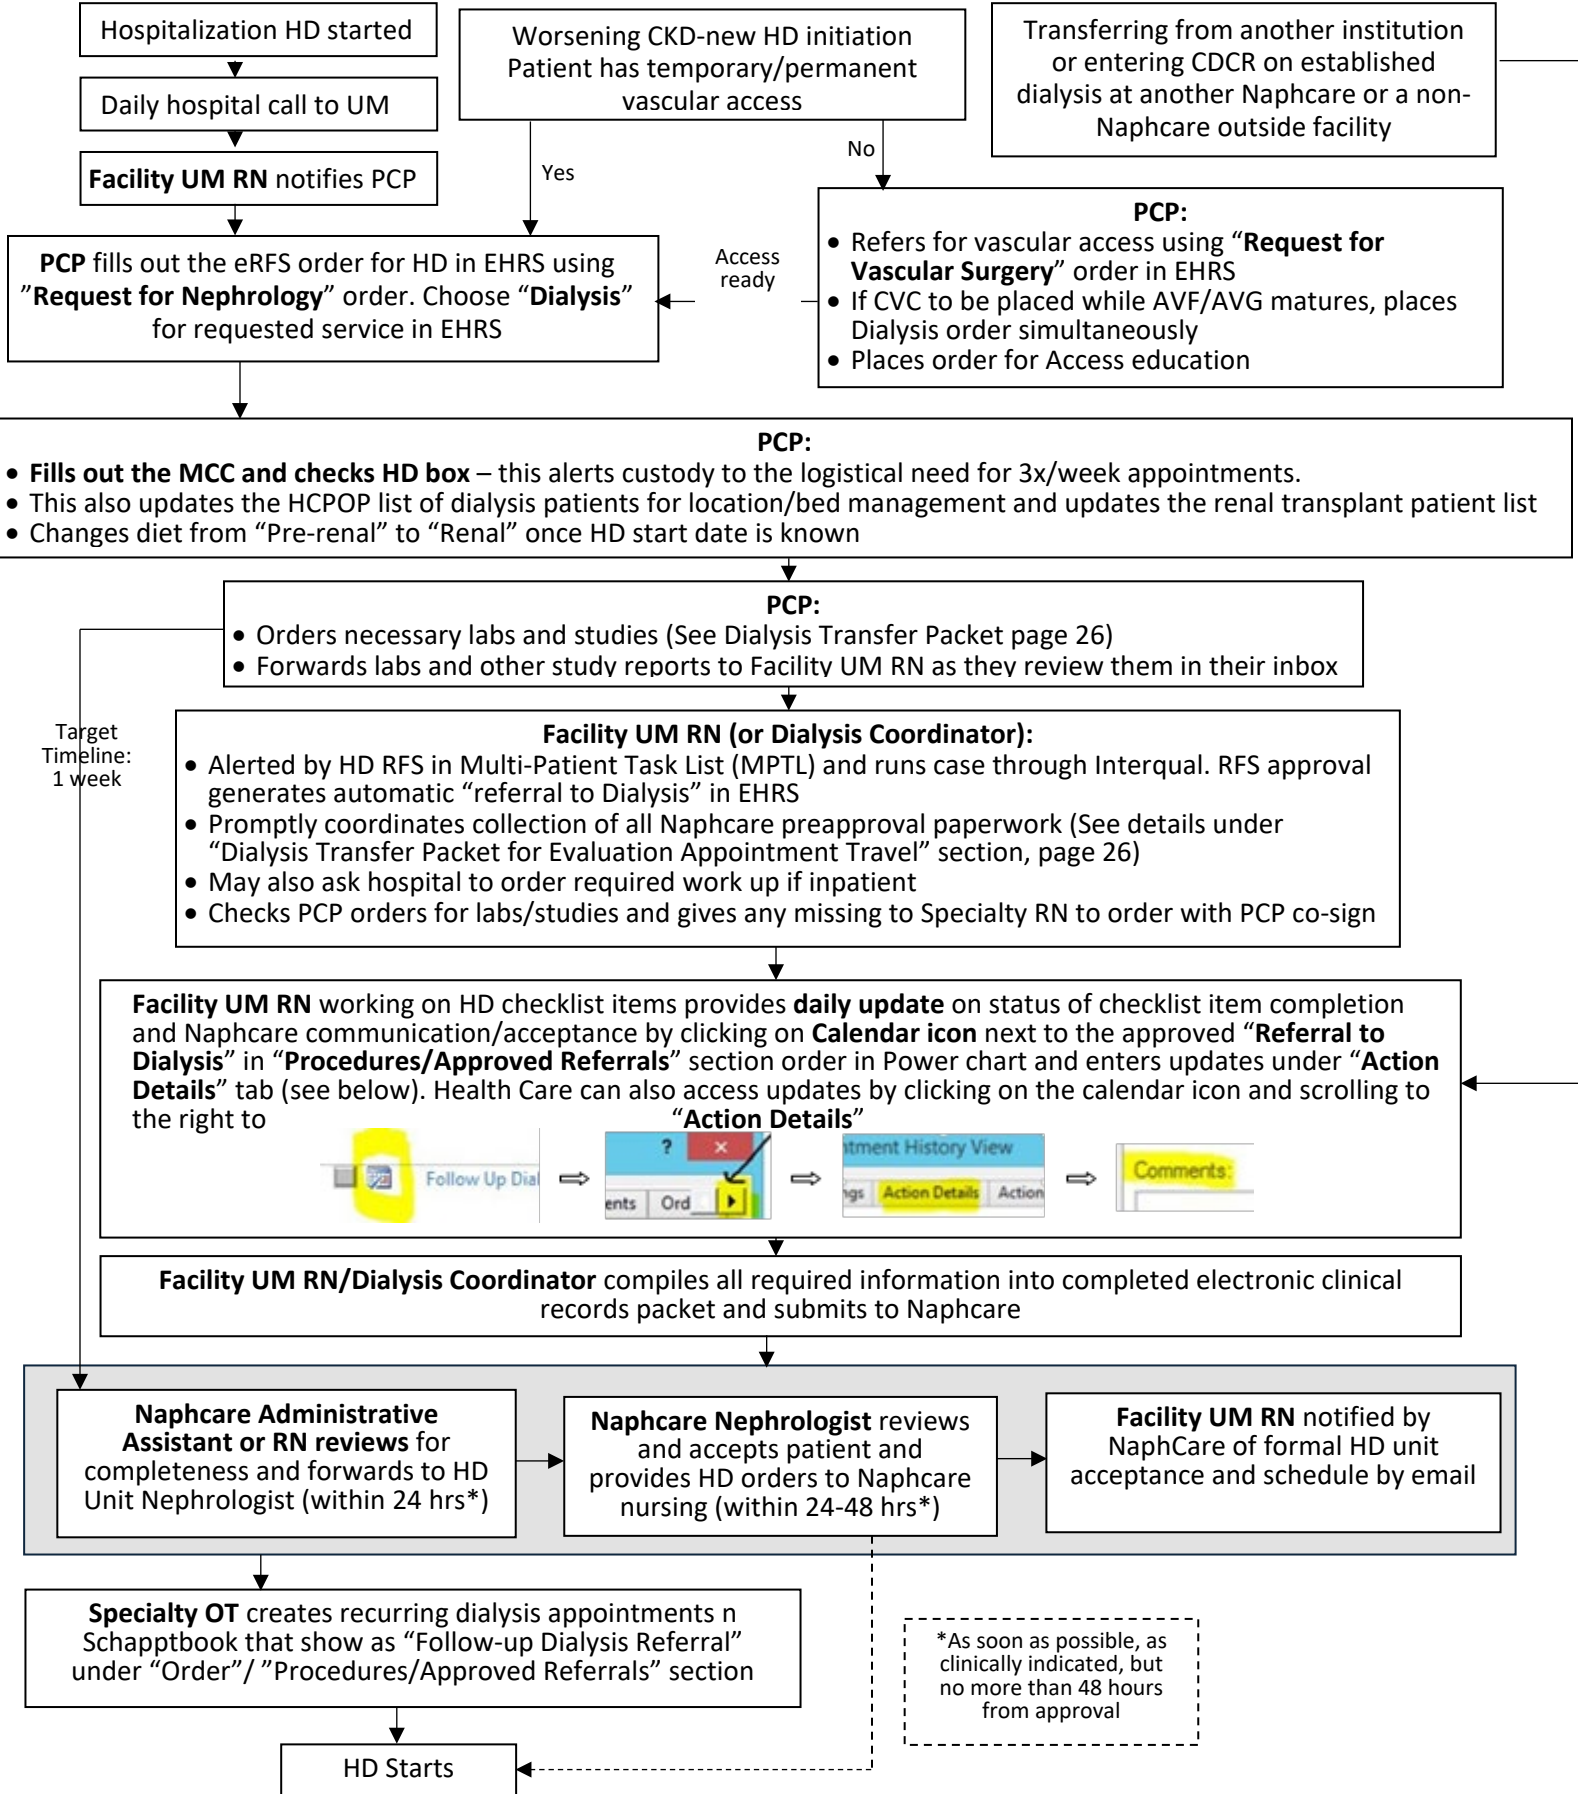 Hospitalization HD started
Daily hospital call to UM
Facility UM RN notifies PCP
Worsening CKD-new HD initiation
Patient has temporary/permanent
vascular access
Transferring from another institution
or entering CDCR on established
dialysis at another Naphcare or a non-
Naphcare outside facility
Yes
No
PCP fills out the eRFS order for HD in EHRS using
”Request for Nephrology” order. Choose “Dialysis”
for requested service in EHRS
Access
ready
PCP:
• Refers for vascular access using “Request for
Vascular Surgery” order in EHRS
• If CVC to be placed while AVF/AVG matures, places
Dialysis order simultaneously
• Places order for Access education
PCP:
• Fills out the MCC and checks HD box – this alerts custody to the logistical need for 3x/week appointments.
• This also updates the HCPOP list of dialysis patients for location/bed management and updates the renal transplant patient list
• Changes diet from “Pre-renal” to “Renal” once HD start date is known
PCP:
• Orders necessary labs and studies (See Dialysis Transfer Packet page 26)
• Forwards labs and other study reports to Facility UM RN as they review them in their inbox
Target
Timeline:
1 week
Facility UM RN (or Dialysis Coordinator):
• Alerted by HD RFS in Multi-Patient Task List (MPTL) and runs case through Interqual. RFS approval
generates automatic “referral to Dialysis” in EHRS
• Promptly coordinates collection of all Naphcare preapproval paperwork (See details under
“Dialysis Transfer Packet for Evaluation Appointment Travel” section, page 26)
• May also ask hospital to order required work up if inpatient
• Checks PCP orders for labs/studies and gives any missing to Specialty RN to order with PCP co-sign
Facility UM RN working on HD checklist items provides daily update on status of checklist item completion
and Naphcare communication/acceptance by clicking on Calendar icon next to the approved “Referral to
Dialysis” in “Procedures/Approved Referrals” section order in Power chart and enters updates under “Action
Details” tab (see below). Health Care can also access updates by clicking on the calendar icon and scrolling to
the right to “Action Details”
Follow Up Dial
?
ents Ord
ntment History View
ngs Action Details Action
Comments:
Facility UM RN/Dialysis Coordinator compiles all required information into completed electronic clinical
records packet and submits to Naphcare
Naphcare Administrative
Assistant or RN reviews for
completeness and forwards to HD
Unit Nephrologist (within 24 hrs*)
Naphcare Nephrologist reviews
and accepts patient and
provides HD orders to Naphcare
nursing (within 24-48 hrs*)
Facility UM RN notified by
NaphCare of formal HD unit
acceptance and schedule by email
Specialty OT creates recurring dialysis appointments n
Schapptbook that show as “Follow-up Dialysis Referral”
under “Order”/ ”Procedures/Approved Referrals” section
*As soon as possible, as
clinically indicated, but
no more than 48 hours
from approval
HD Starts